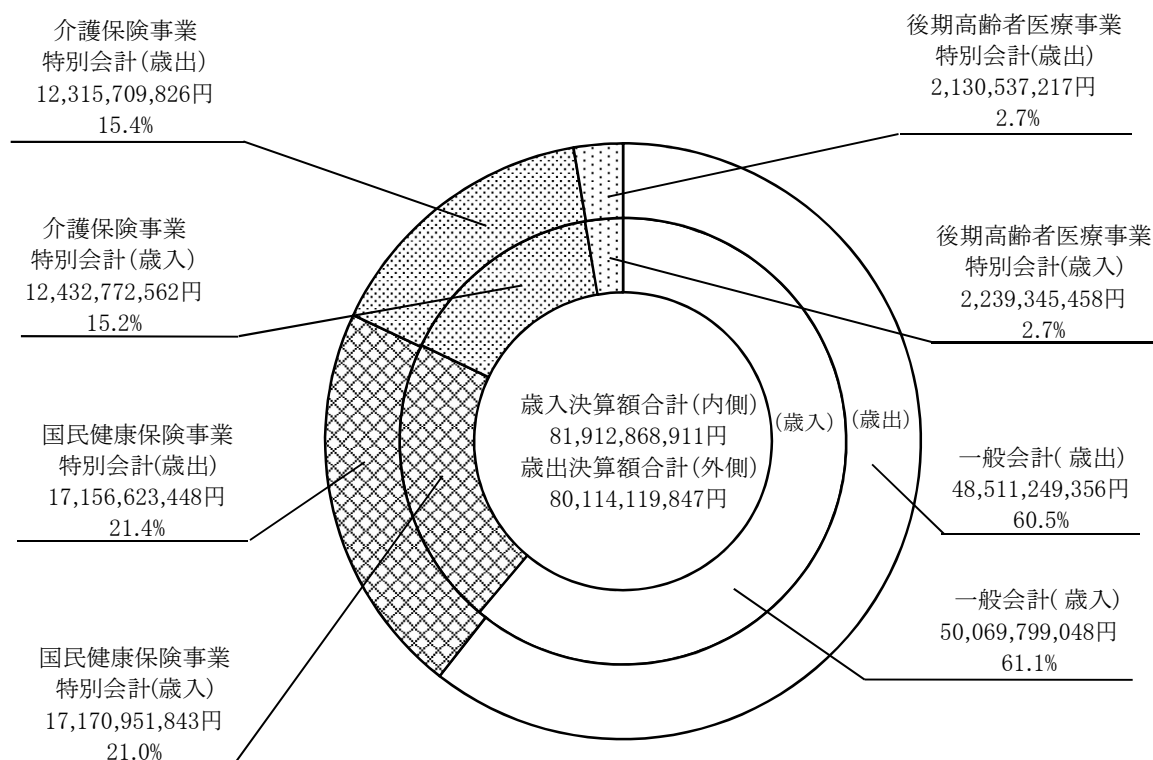 介護保険事業
特別会計(歳出)
12,315,709,826円
15.4%
後期高齢者医療事業
特別会計(歳出)
2,130,537,217円
2.7%
介護保険事業
特別会計(歳入)
12,432,772,562円
15.2%
後期高齢者医療事業
特別会計(歳入)
2,239,345,458円
2.7%
歳入決算額合計(内側)
81,912,868,911円
歳出決算額合計(外側)
80,114,119,847円
(歳入)
(歳出)
国民健康保険事業
特別会計(歳出)
17,156,623,448円
21.4%
一般会計( 歳出)
48,511,249,356円
60.5%
国民健康保険事業
特別会計(歳入)
17,170,951,843円
21.0%
一般会計( 歳入)
50,069,799,048円
61.1%